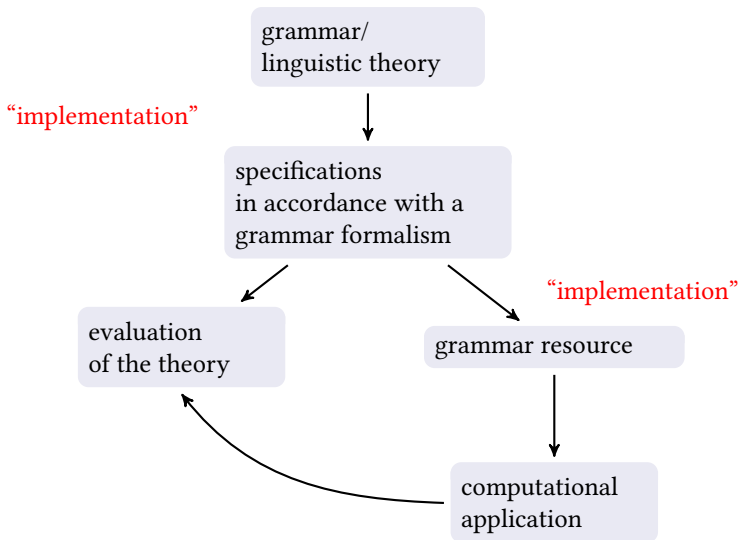 grammar/
linguistic theory
“implementation”
specifications
in accordance with a
grammar formalism
“implementation”
evaluation
of the theory
grammar resource
computational
application